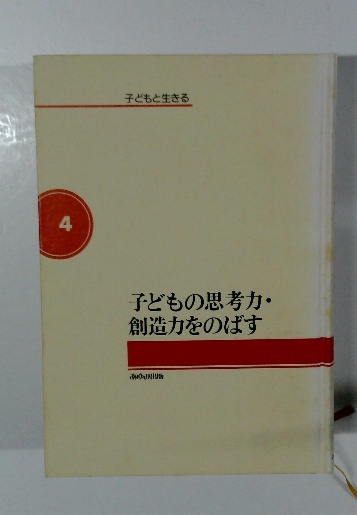 子どもと生きる
4
子どもの思考力・
創造力をのばす